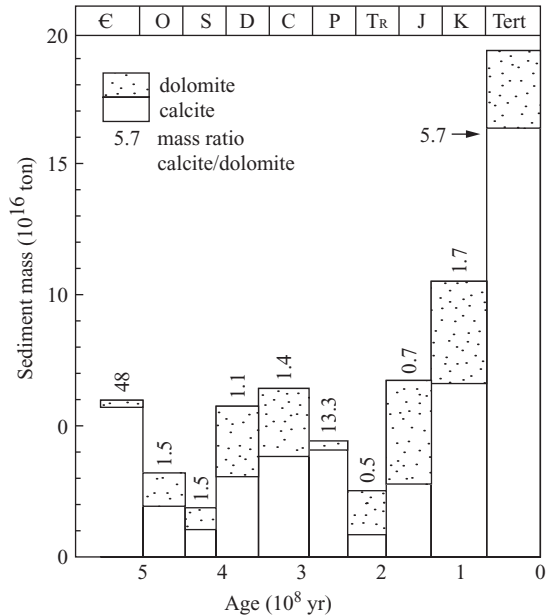 Є O S D C P TR J K Tert
20
15
10
0
0
Sediment mass (10^16 ton)
dolomite
calcite
5.7 mass ratio
calcite/dolomite
5.7
48
1.5
1.5
1.1
1.4
13.3
0.5
0.7
1.7
5 4 3 2 1 0
Age (10^8 yr)